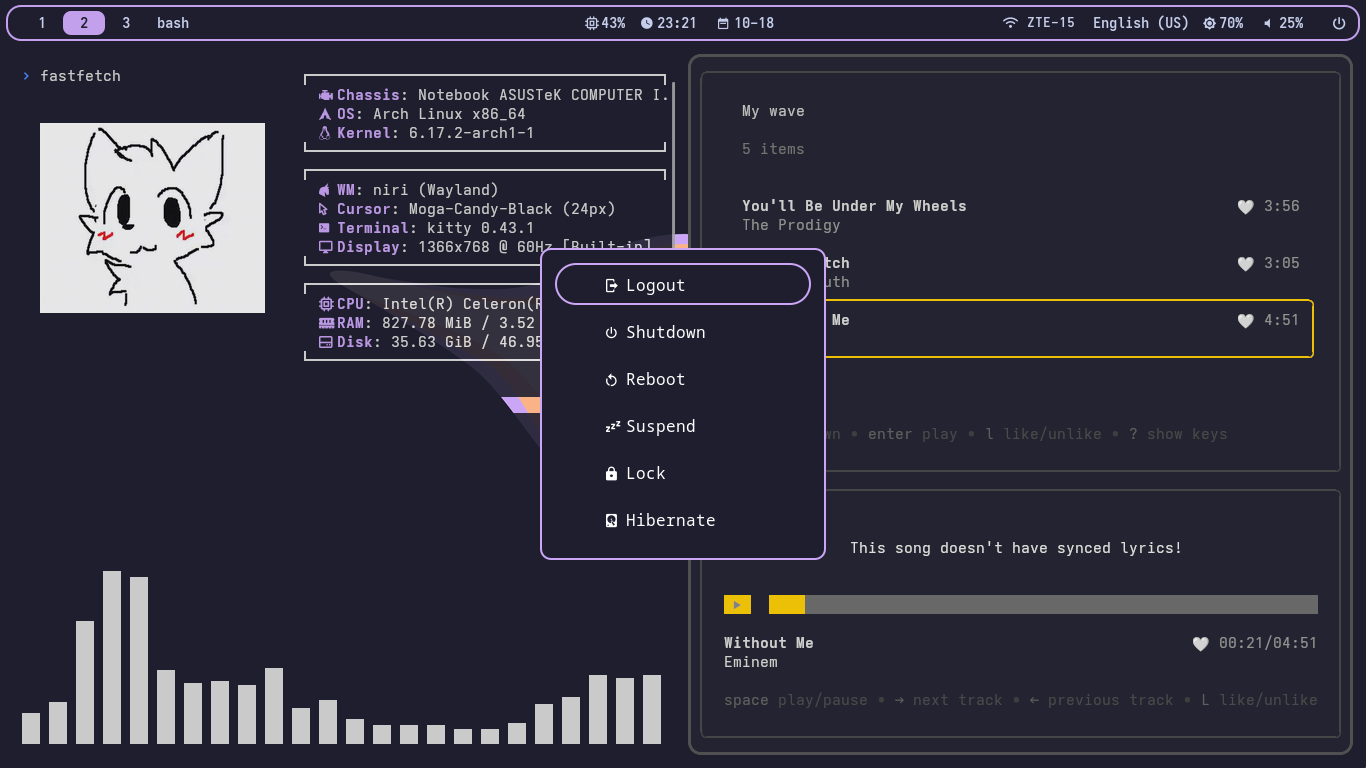 1 2 3 bash 43% 23:21 10-18 ZTE-15 English (US) 70% 25%
› fastfetch
Chassis: Notebook ASUSTeK COMPUTER I.
OS: Arch Linux x86_64
Kernel: 6.17.2-arch1-1
WM: niri (Wayland)
Cursor: Moga-Candy-Black (24px)
Terminal: kitty 0.43.1
Display: 1366x768 @ 60Hz [Built-in]
CPU: Intel(R) Celeron(R
RAM: 827.78 MiB / 3.52
Disk: 35.63 GiB / 46.95
Logout
Shutdown
Reboot
Suspend
Lock
Hibernate
My wave
5 items
You'll Be Under My Wheels 3:56
The Prodigy
tch 3:05
uth
Me 4:51
wn • enter play • l like/unlike • ? show keys
This song doesn't have synced lyrics!
Without Me 00:21/04:51
Eminem
space play/pause • → next track • ← previous track • L like/unlike